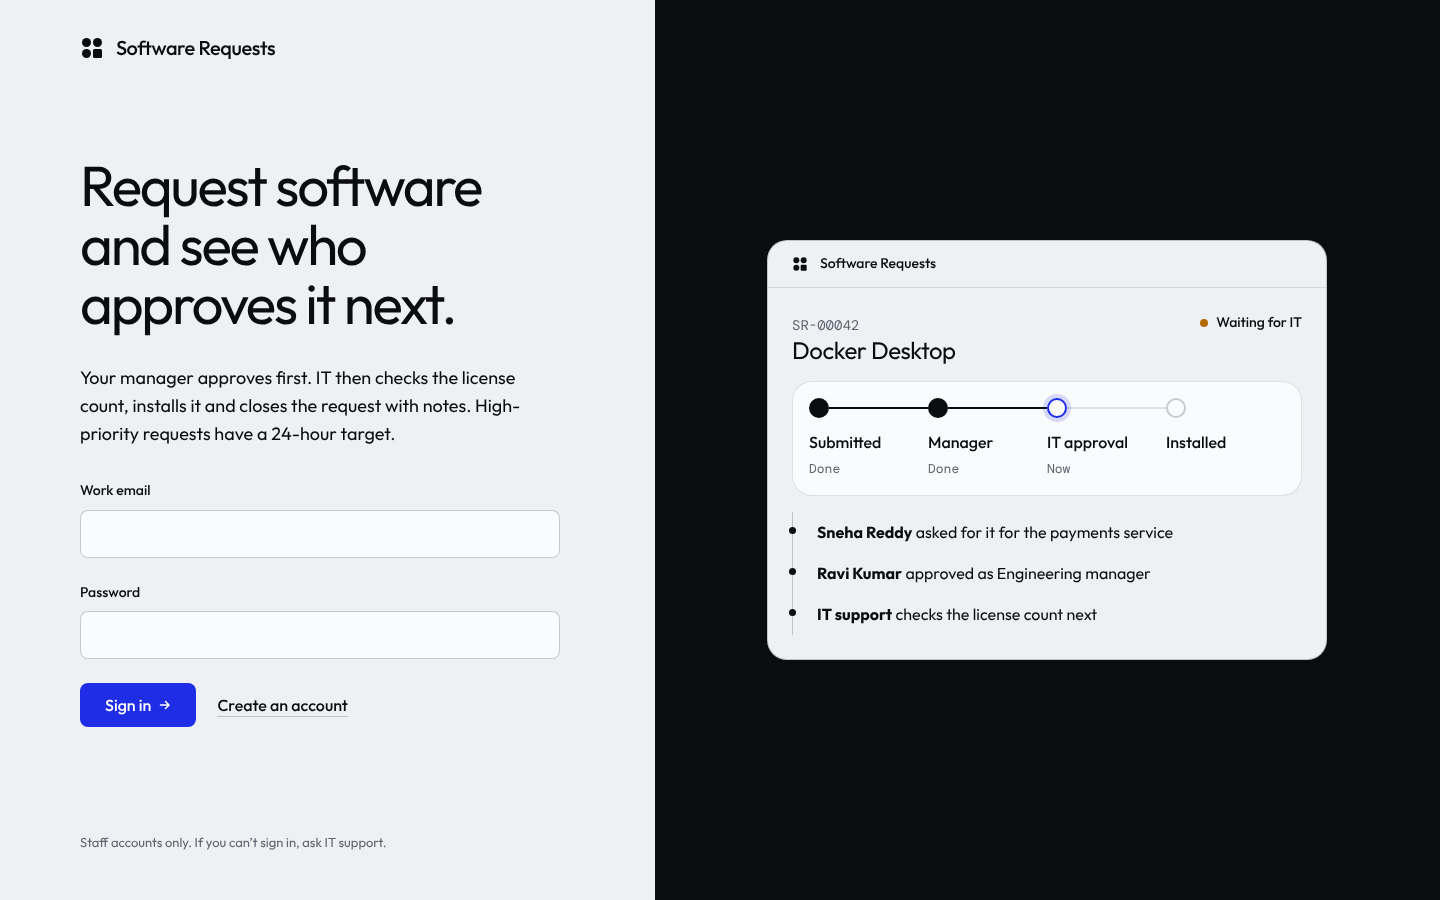 Software Requests
Request software
and see who
approves it next.
Your manager approves first. IT then checks the license
count, installs it and closes the request with notes. High-
priority requests have a 24-hour target.
Work email
Password
Sign in →
Create an account
Staff accounts only. If you can’t sign in, ask IT support.
Software Requests
SR-00042
Waiting for IT
Docker Desktop
Submitted
Manager
IT approval
Installed
Done
Done
Now
Sneha Reddy asked for it for the payments service
Ravi Kumar approved as Engineering manager
IT support checks the license count next